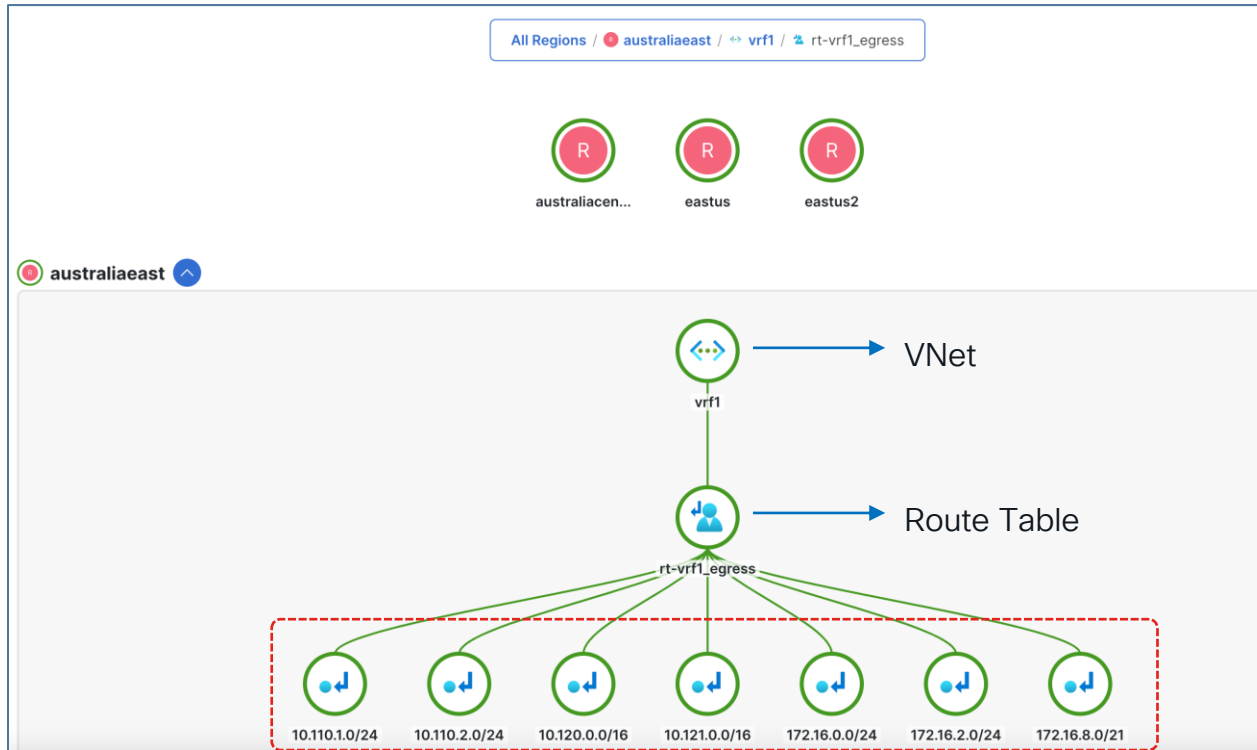 All Regions / R australiaeast / vrf1 / rt-vrf1_egress
R R R
australiacen... eastus eastus2
R australiaeast
VNet
vrf1
Route Table
rt-vrf1_egress
10.110.1.0/24 10.110.2.0/24 10.120.0.0/16 10.121.0.0/16 172.16.0.0/24 172.16.2.0/24 172.16.8.0/21